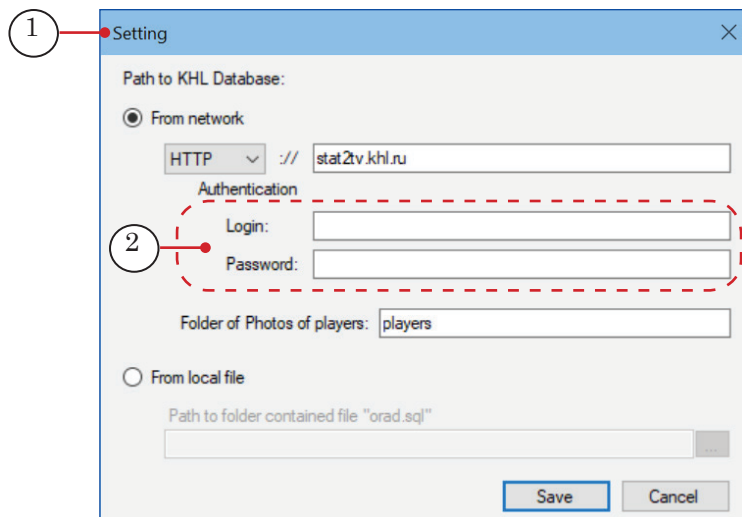 1
Setting
Path to KHL Database:
From network
HTTP :// stat2tv.khl.ru
Authentication
Login:
2
Password:
Folder of Photos of players: players
From local file
Path to folder contained file "orad.sql"
...
Save Cancel